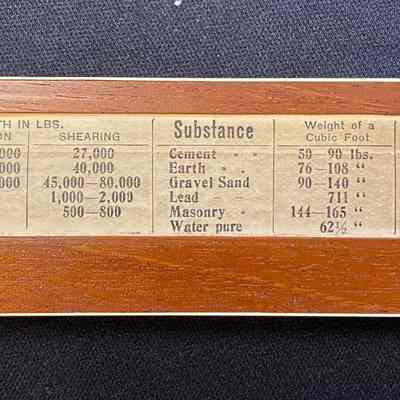 TH IN LBS. Substance Weight of a
ON SHEARING Cubic Foot
000 27,000 Cement - - 50-90 lbs.
000 40,000 Earth - - 76-108 "
000 45,000-80.000 Gravel Sand 90-140 "
1,000-2,000 Lead - 711 "
500-800 Masonry - 144-165 "
Water pure 62½ "